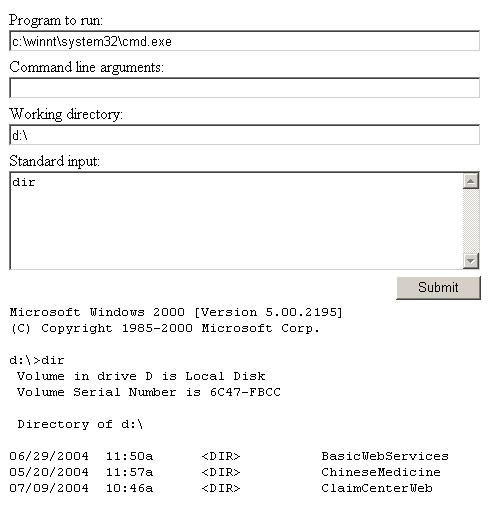 Program to run:
c:\winnt\system32\cmd.exe
Command line arguments:
Working directory:
d:\
Standard input:
dir
Submit
Microsoft Windows 2000 [Version 5.00.2195]
(C) Copyright 1985-2000 Microsoft Corp.
d:\>dir
Volume in drive D is Local Disk
Volume Serial Number is 6C47-FBCC
Directory of d:\
06/29/2004  11:50a      <DIR>          BasicWebServices
05/20/2004  11:57a      <DIR>          ChineseMedicine
07/09/2004  10:46a      <DIR>          ClaimCenterWeb